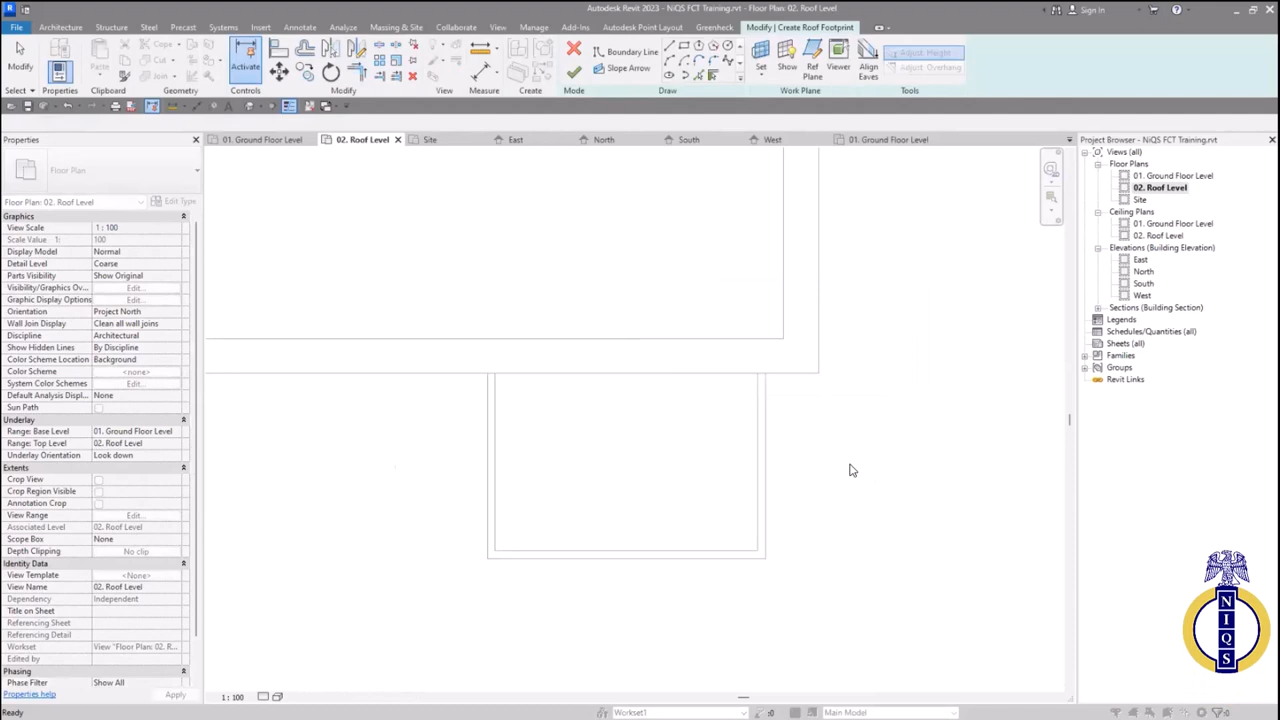 Autodesk Revit 2023 - NiQS FCT Training.rvt - Floor Plan: 02. Roof Level
Sign In
File Architecture Structure Steel Precast Systems Insert Annotate Analyze Massing & Site Collaborate View Manage Add-Ins Autodesk Point Layout Greenheck Modify | Create Roof Footprint
Modify
Paste
Cope
Activate
Boundary Line
Slope Arrow
Set Show Ref Plane Viewer Align Eaves
Adjust Height
Adjust Overhang
Select Properties Clipboard Geometry Controls Modify View Measure Create Mode Draw Work Plane Tools
Properties
01. Ground Floor Level
02. Roof Level
Site
East
North
South
West
01. Ground Floor Level
Project Browser - NiQS FCT Training.rvt
Floor Plan
Floor Plan: 02. Roof Level Edit Type
Graphics
View Scale 1 : 100
Scale Value 1: 100
Display Model Normal
Detail Level Coarse
Parts Visibility Show Original
Visibility/Graphics Ov... Edit...
Graphic Display Options Edit...
Orientation Project North
Wall Join Display Clean all wall joins
Discipline Architectural
Show Hidden Lines By Discipline
Color Scheme Location Background
Color Scheme <none>
System Color Schemes Edit...
Default Analysis Displ... None
Sun Path
Underlay
Range: Base Level 01. Ground Floor Level
Range: Top Level 02. Roof Level
Underlay Orientation Look down
Extents
Crop View
Crop Region Visible
Annotation Crop
View Range Edit...
Associated Level 02. Roof Level
Scope Box None
Depth Clipping No clip
Identity Data
View Template <None>
View Name 02. Roof Level
Dependency Independent
Title on Sheet
Referencing Sheet
Referencing Detail
Workset View "Floor Plan: 02. R...
Edited by
Phasing
Phase Filter Show All
Properties help Apply
Views (all)
Floor Plans
01. Ground Floor Level
02. Roof Level
Site
Ceiling Plans
01. Ground Floor Level
02. Roof Level
Elevations (Building Elevation)
East
North
South
West
Sections (Building Section)
Legends
Schedules/Quantities (all)
Sheets (all)
Families
Groups
Revit Links
N
I
Q
S
1 : 100
Ready
Workset1
:0
Main Model
:0